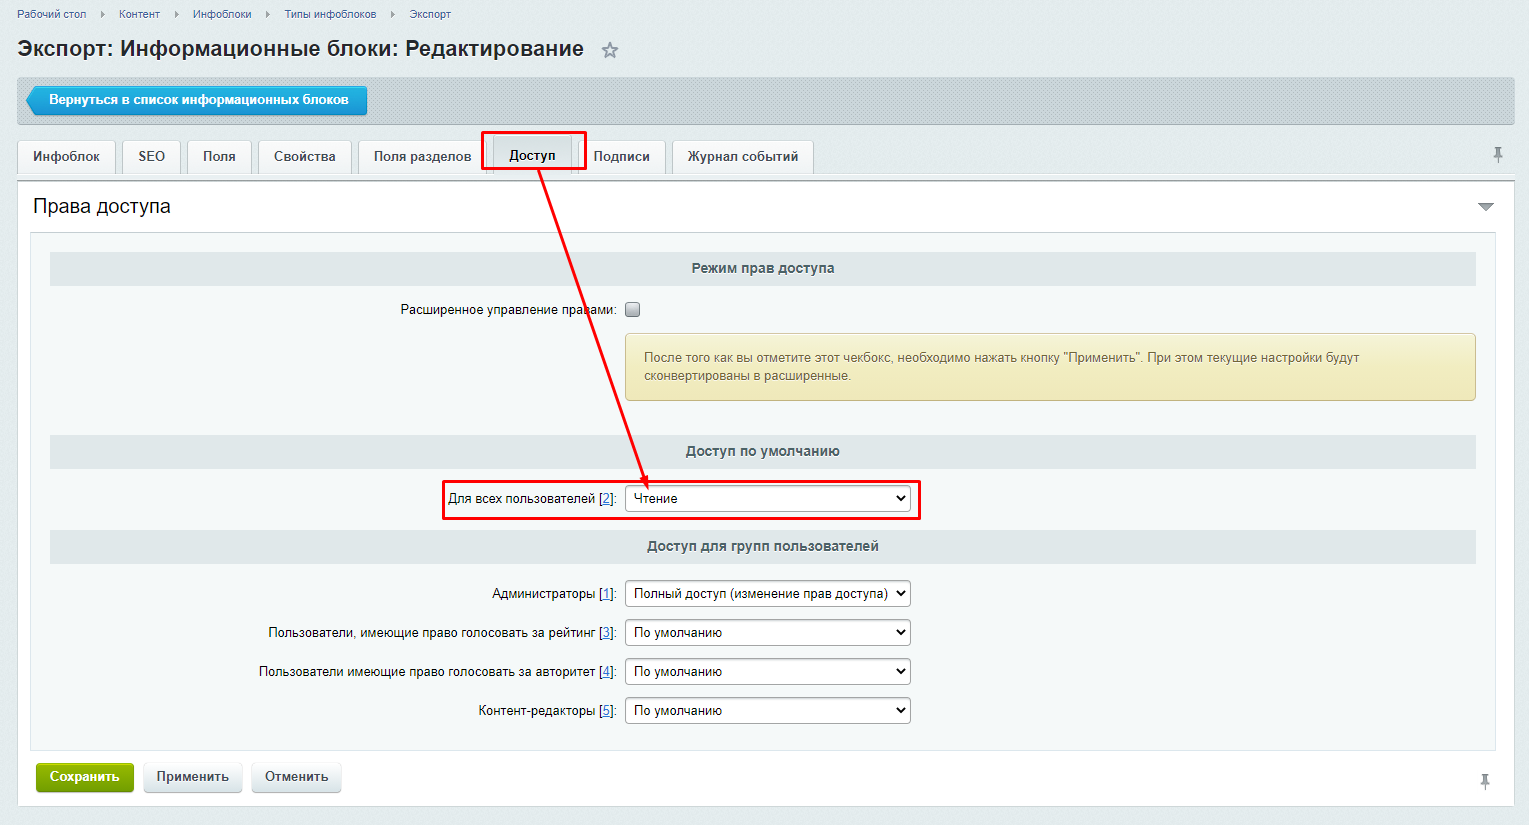 Рабочий стол Контент Инфоблоки Типы инфоблоков Экспорт
Экспорт: Информационные блоки: Редактирование
Вернуться в список информационных блоков
Инфоблок SEO Поля Свойства Поля разделов Доступ Подписи Журнал событий
Права доступа
Режим прав доступа
Расширенное управление правами:
После того как вы отметите этот чекбокс, необходимо нажать кнопку "Применить". При этом текущие настройки будут
сконвертированы в расширенные.
Доступ по умолчанию
Для всех пользователей [2]: Чтение
Доступ для групп пользователей
Администраторы [1]: Полный доступ (изменение прав доступа)
Пользователи, имеющие право голосовать за рейтинг [3]: По умолчанию
Пользователи имеющие право голосовать за авторитет [4]: По умолчанию
Контент-редакторы [5]: По умолчанию
Сохранить Применить Отменить